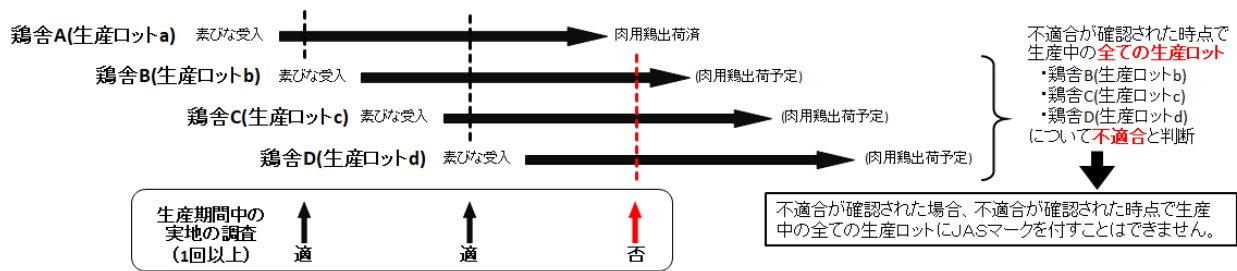 鶏舎A(生産ロットa)
素びな受入
肉用鶏出荷済
鶏舎B(生産ロットb)
素びな受入
(肉用鶏出荷予定)
鶏舎C(生産ロットc)
素びな受入
(肉用鶏出荷予定)
鶏舎D(生産ロットd)
素びな受入
(肉用鶏出荷予定)
不適合が確認された時点で
生産中の全ての生産ロット
・鶏舎B(生産ロットb)
・鶏舎C(生産ロットc)
・鶏舎D(生産ロットd)
について不適合と判断
不適合が確認された場合、不適合が確認された時点で生産
中の全ての生産ロットにJASマークを付すことはできません。
生産期間中の
実地の調査
(1回以上)
適
適
否